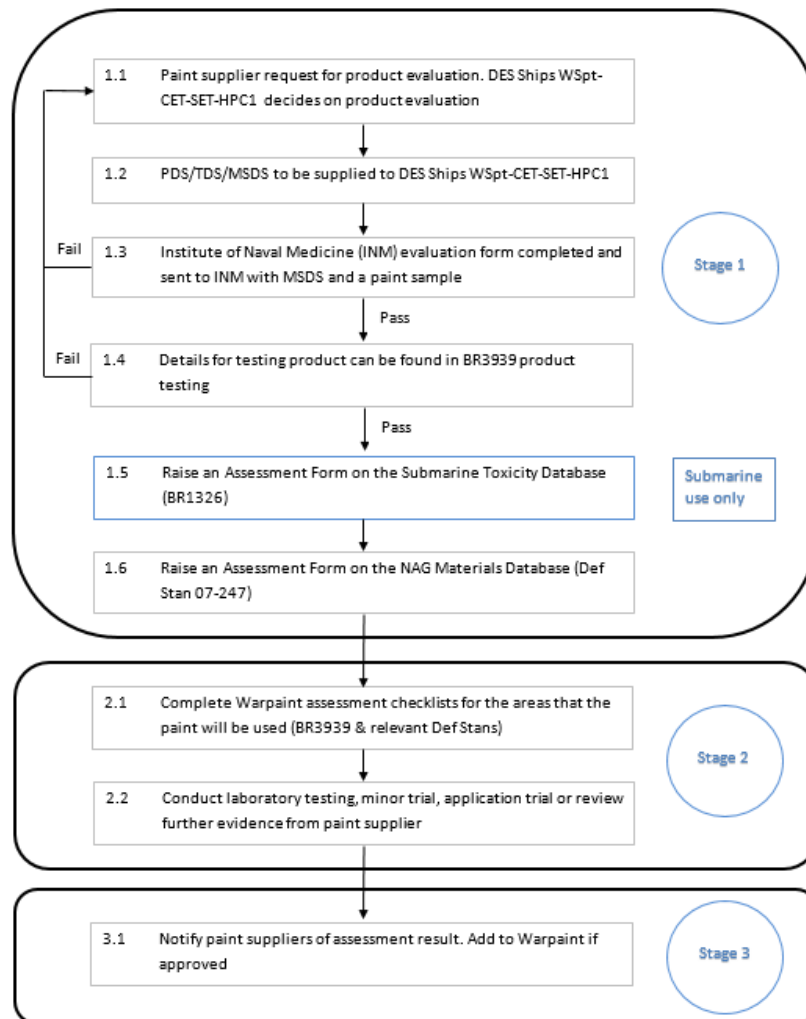 1.1 Paint supplier request for product evaluation. DES Ships WSpt-
CET-SET-HPC1 decides on product evaluation
1.2 PDS/TDS/MSDS to be supplied to DES Ships WSpt-CET-SET-HPC1
Fail
1.3 Institute of Naval Medicine (INM) evaluation form completed and
sent to INM with MSDS and a paint sample
Stage 1
Pass
Fail
1.4 Details for testing product can be found in BR3939 product
testing
Pass
1.5 Raise an Assessment Form on the Submarine Toxicity Database
(BR1326)
Submarine
use only
1.6 Raise an Assessment Form on the NAG Materials Database (Def
Stan 07-247)
2.1 Complete Warpaint assessment checklists for the areas that the
paint will be used (BR3939 & relevant Def Stans)
Stage 2
2.2 Conduct laboratory testing, minor trial, application trial or review
further evidence from paint supplier
3.1 Notify paint suppliers of assessment result. Add to Warpaint if
approved
Stage 3